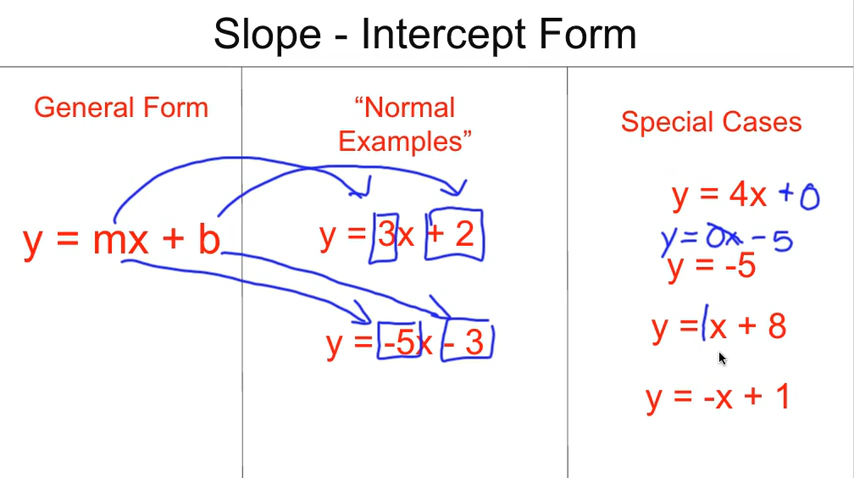 Slope - Intercept Form
General Form
y = mx + b
“Normal
Examples”
y = 3x + 2
y = -5x - 3
Special Cases
y = 4x +0
y=0x-5
y = -5
y = 1x + 8
y = -x + 1